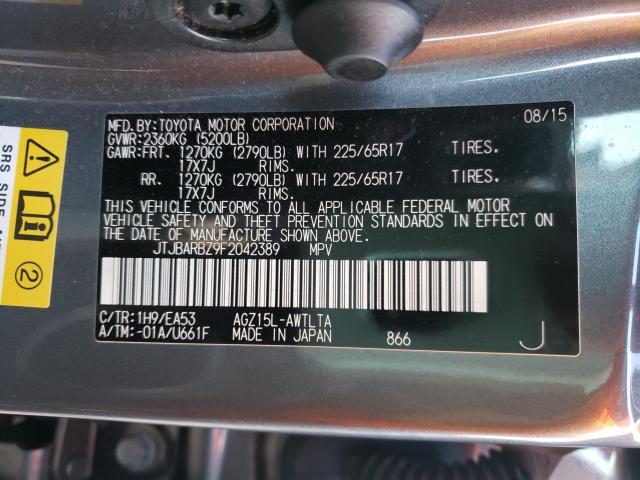 MFD.BY:TOYOTA MOTOR CORPORATION 08/15
GVWR:2360KG (5200LB)
GAWR:FRT. 1270KG (2790LB) WITH 225/65R17 TIRES.
17X7J RIMS.
RR. 1270KG (2790LB) WITH 225/65R17 TIRES.
17X7J RIMS.
THIS VEHICLE CONFORMS TO ALL APPLICABLE FEDERAL MOTOR
VEHICLE SAFETY AND THEFT PREVENTION STANDARDS IN EFFECT ON
THE DATE OF MANUFACTURE SHOWN ABOVE.
JTJBARBZ9F2042389 MPV
C/TR:1H9/EA53 AGZ15L-AWTLTA
A/TM:-01A/U661F MADE IN JAPAN 866 J
SRS SIDE
2